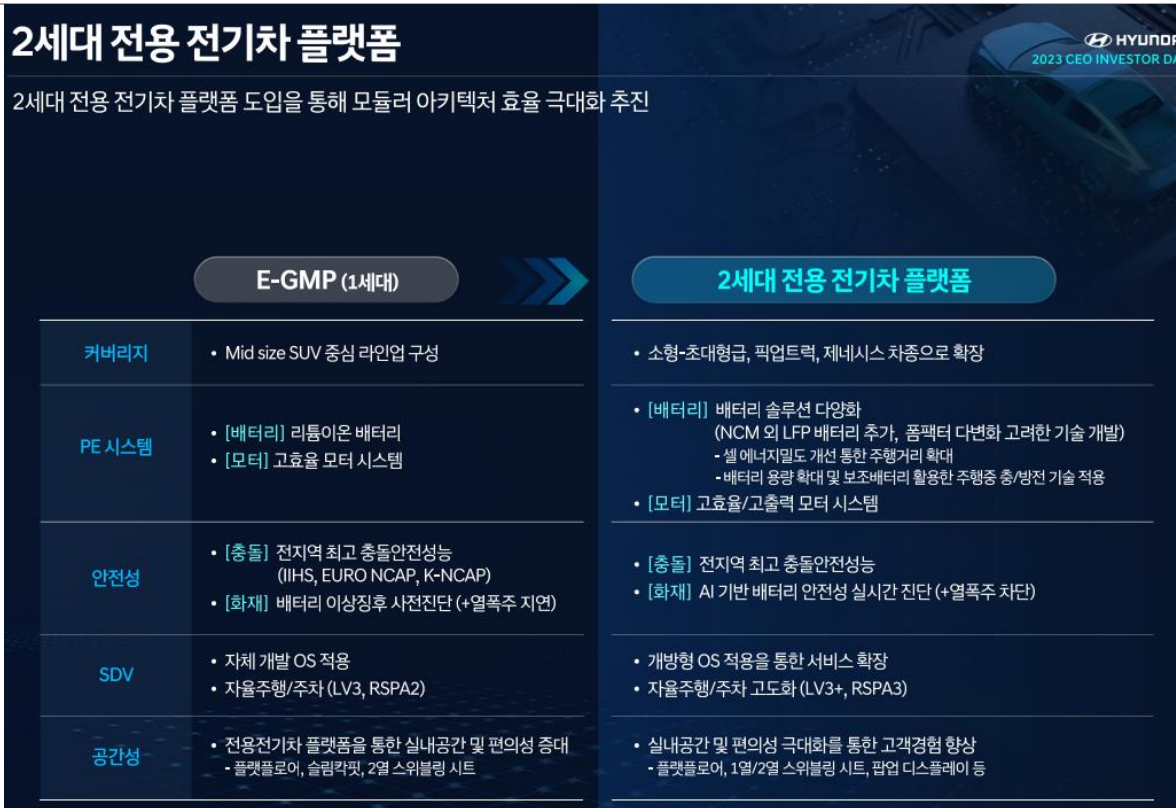 2세대 전용 전기차 플랫폼
HYUNDA
2023 CEO INVESTOR DA
2세대 전용 전기차 플랫폼 도입을 통해 모듈러 아키텍처 효율 극대화 추진
E-GMP (1세대)
2세대 전용 전기차 플랫폼
커버리지
• Mid size SUV 중심 라인업 구성
• 소형-초대형급, 픽업트럭, 제네시스 차종으로 확장
PE 시스템
• [배터리] 리튬이온 배터리
• [모터] 고효율 모터 시스템
• [배터리] 배터리 솔루션 다양화
(NCM 외 LFP 배터리 추가, 폼팩터 다변화 고려한 기술 개발)
- 셀 에너지밀도 개선 통한 주행거리 확대
- 배터리 용량 확대 및 보조배터리 활용한 주행중 충/방전 기술 적용
• [모터] 고효율/고출력 모터 시스템
안전성
• [충돌] 전지역 최고 충돌안전성능
(IIHS, EURO NCAP, K-NCAP)
• [화재] 배터리 이상징후 사전진단 (+열폭주 지연)
• [충돌] 전지역 최고 충돌안전성능
• [화재] AI 기반 배터리 안전성 실시간 진단 (+열폭주 차단)
SDV
• 자체 개발 OS 적용
• 자율주행/주차 (LV3, RSPA2)
• 개방형 OS 적용을 통한 서비스 확장
• 자율주행/주차 고도화 (LV3+, RSPA3)
공간성
• 전용전기차 플랫폼을 통한 실내공간 및 편의성 증대
- 플랫플로어, 슬림칵핏, 2열 스위블링 시트
• 실내공간 및 편의성 극대화를 통한 고객경험 향상
- 플랫플로어, 1열/2열 스위블링 시트, 팝업 디스플레이 등